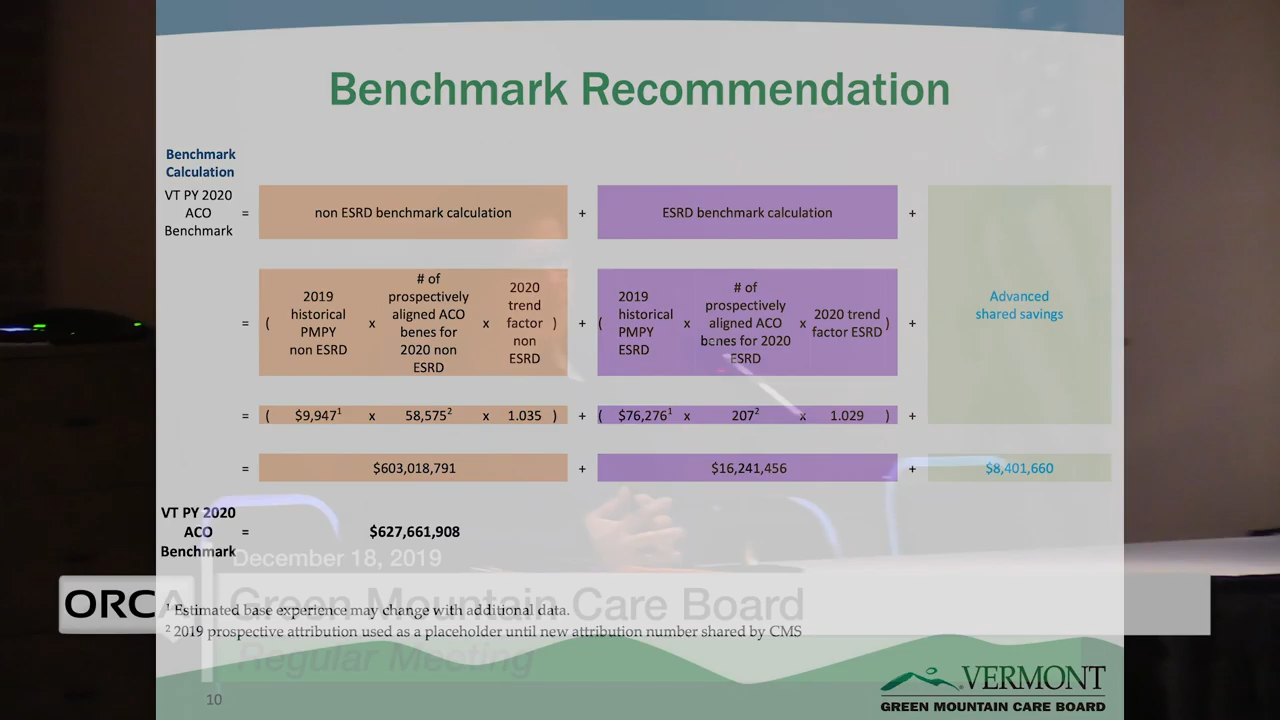 Benchmark Recommendation
Benchmark
Calculation
VT PY 2020
ACO
Benchmark
=
non ESRD benchmark calculation
+
ESRD benchmark calculation
+
Advanced
shared savings
=
(
2019
historical
PMPY
non ESRD
x
# of
prospectively
aligned ACO
benes for
2020 non
ESRD
x
2020
trend
factor
non
ESRD
)
+
(
2019
historical
PMPY
ESRD
x
# of
prospectively
aligned ACO
benes for 2020
ESRD
x
2020 trend
factor ESRD
)
+
= ( $9,947¹ x 58,575² x 1.035 ) + ( $76,276¹ x 207² x 1.029 ) +
= $603,018,791 + $16,241,456 + $8,401,660
VT PY 2020
ACO
Benchmark
=
$627,661,908
December 18, 2019
ORCA
Green Mountain Care Board
¹ Estimated base experience may change with additional data.
² 2019 prospective attribution used as a placeholder until new attribution number shared by CMS
Regular Meeting
10
VERMONT
GREEN MOUNTAIN CARE BOARD